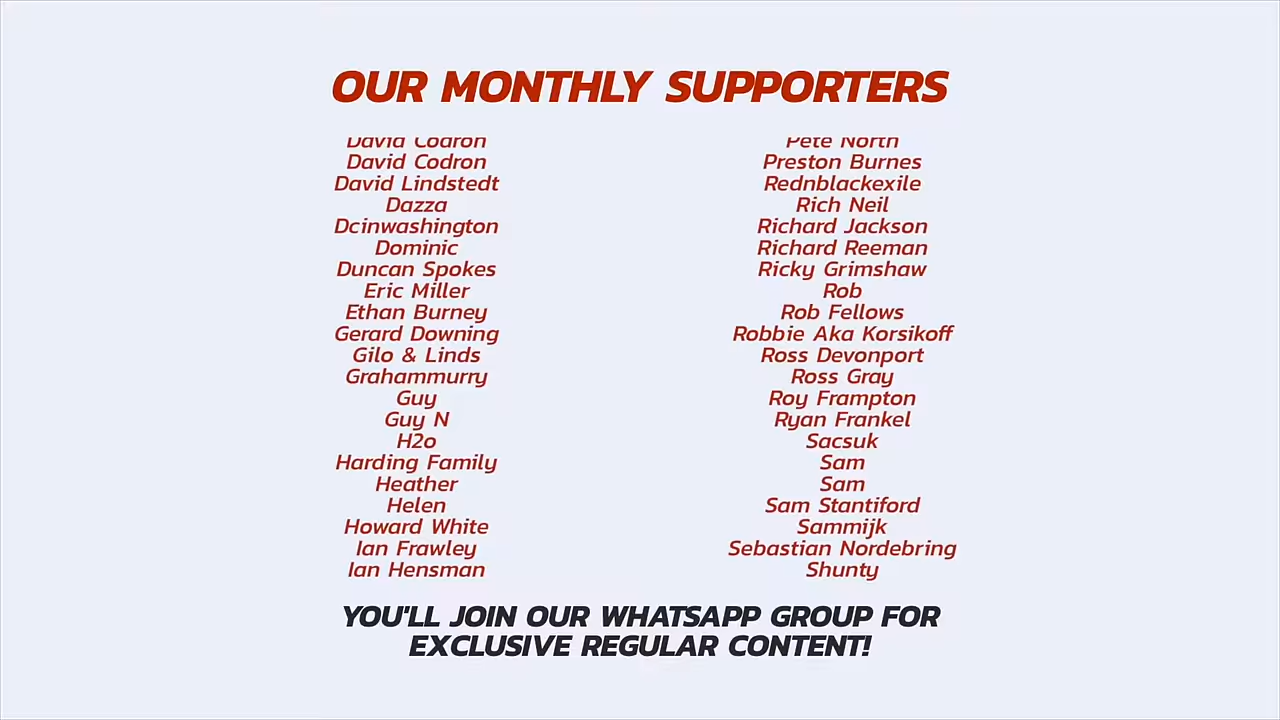 OUR MONTHLY SUPPORTERS
David Codron
David Codron
David Lindstedt
Dazza
Dcinwashington
Dominic
Duncan Spokes
Eric Miller
Ethan Burney
Gerard Downing
Gilo & Linds
Grahammurry
Guy
Guy N
H2o
Harding Family
Heather
Helen
Howard White
Ian Frawley
Ian Hensman
Pete North
Preston Burnes
Rednblackexile
Rich Neil
Richard Jackson
Richard Reeman
Ricky Grimshaw
Rob
Rob Fellows
Robbie Aka Korsikoff
Ross Devonport
Ross Gray
Roy Frampton
Ryan Frankel
Sacsuk
Sam
Sam
Sam Stantiford
Sammijk
Sebastian Nordebring
Shunty
YOU'LL JOIN OUR WHATSAPP GROUP FOR
EXCLUSIVE REGULAR CONTENT!